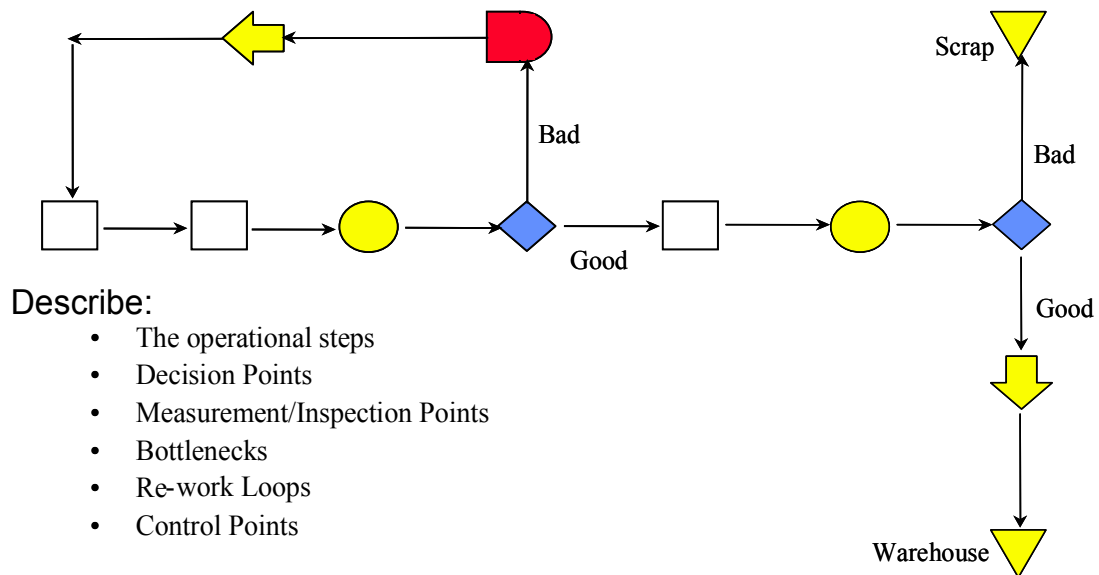 Scrap
Bad
Bad
Good
Good
Describe:
• The operational steps
• Decision Points
• Measurement/Inspection Points
• Bottlenecks
• Re-work Loops
• Control Points
Warehouse